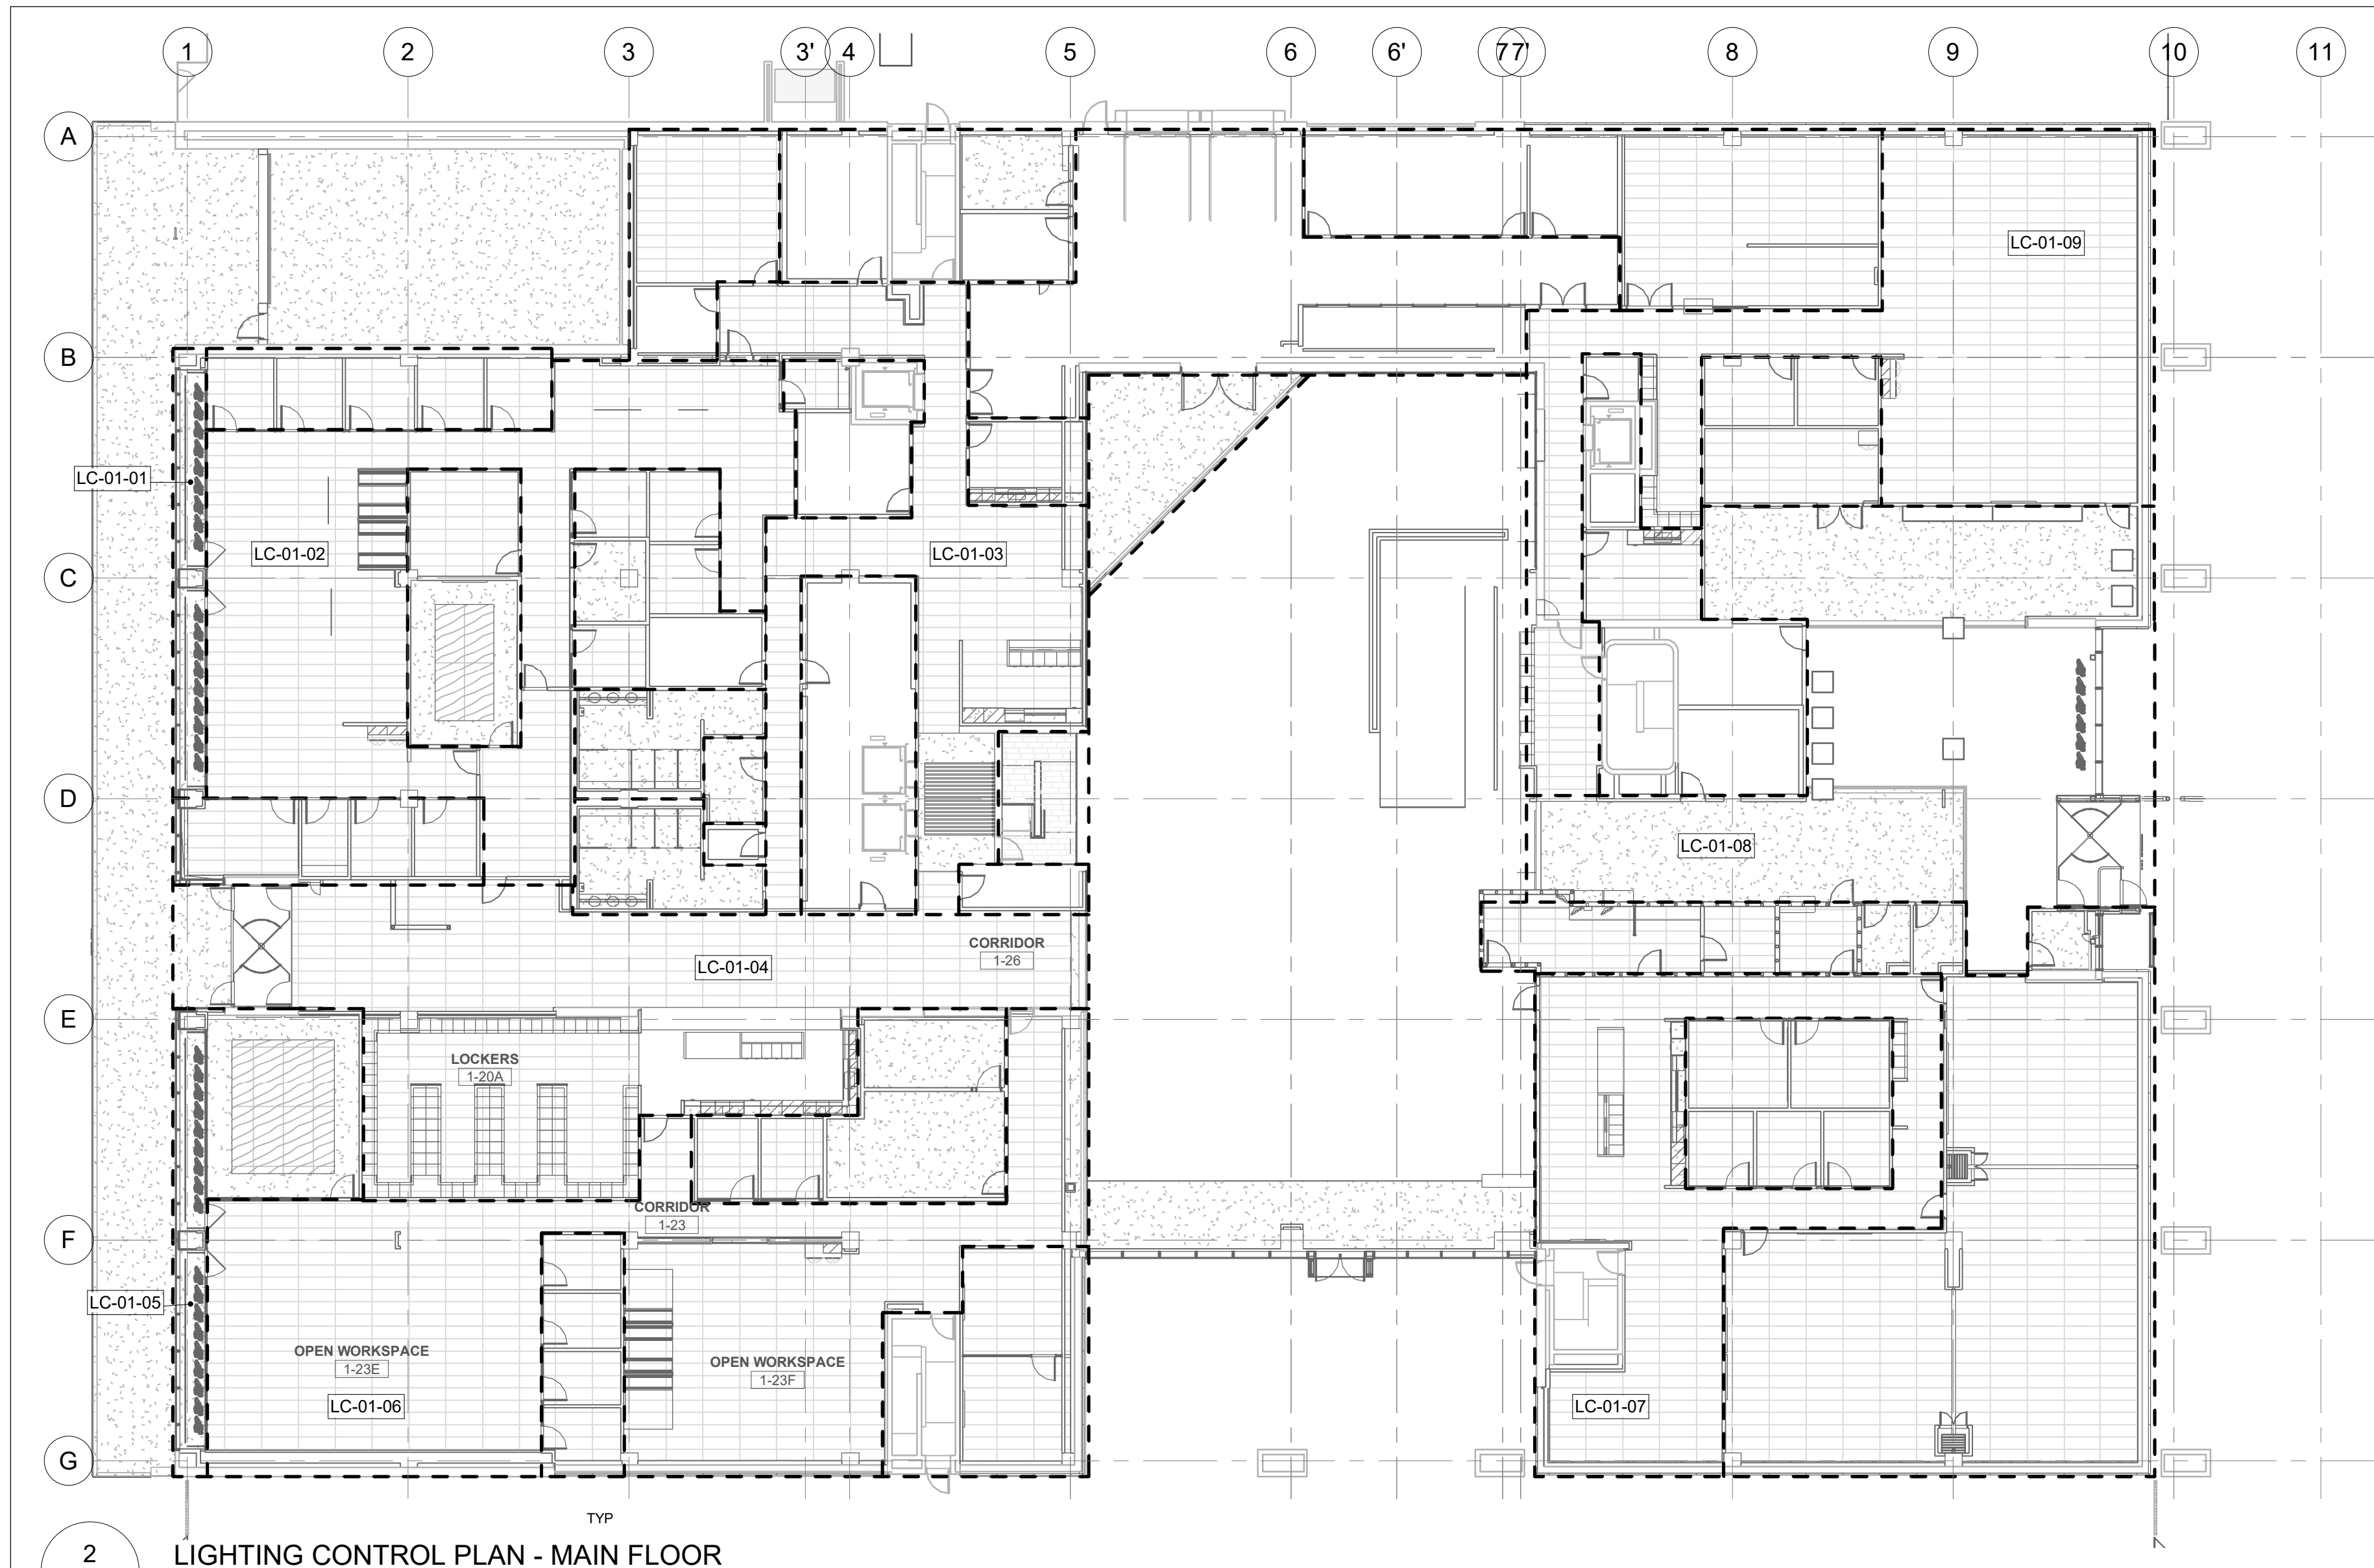 1
2
3
3'
4
5
6
6'
7
7'
8
9
10
11
A
LC-01-09
B
LC-01-01
LC-01-02
LC-01-03
C
D
LC-01-08
CORRIDOR
1-26
LC-01-04
E
LOCKERS
1-20A
CORRIDOR
1-23
F
LC-01-05
OPEN WORKSPACE
1-23E
OPEN WORKSPACE
1-23F
LC-01-06
LC-01-07
G
TYP
2
LIGHTING CONTROL PLAN - MAIN FLOOR